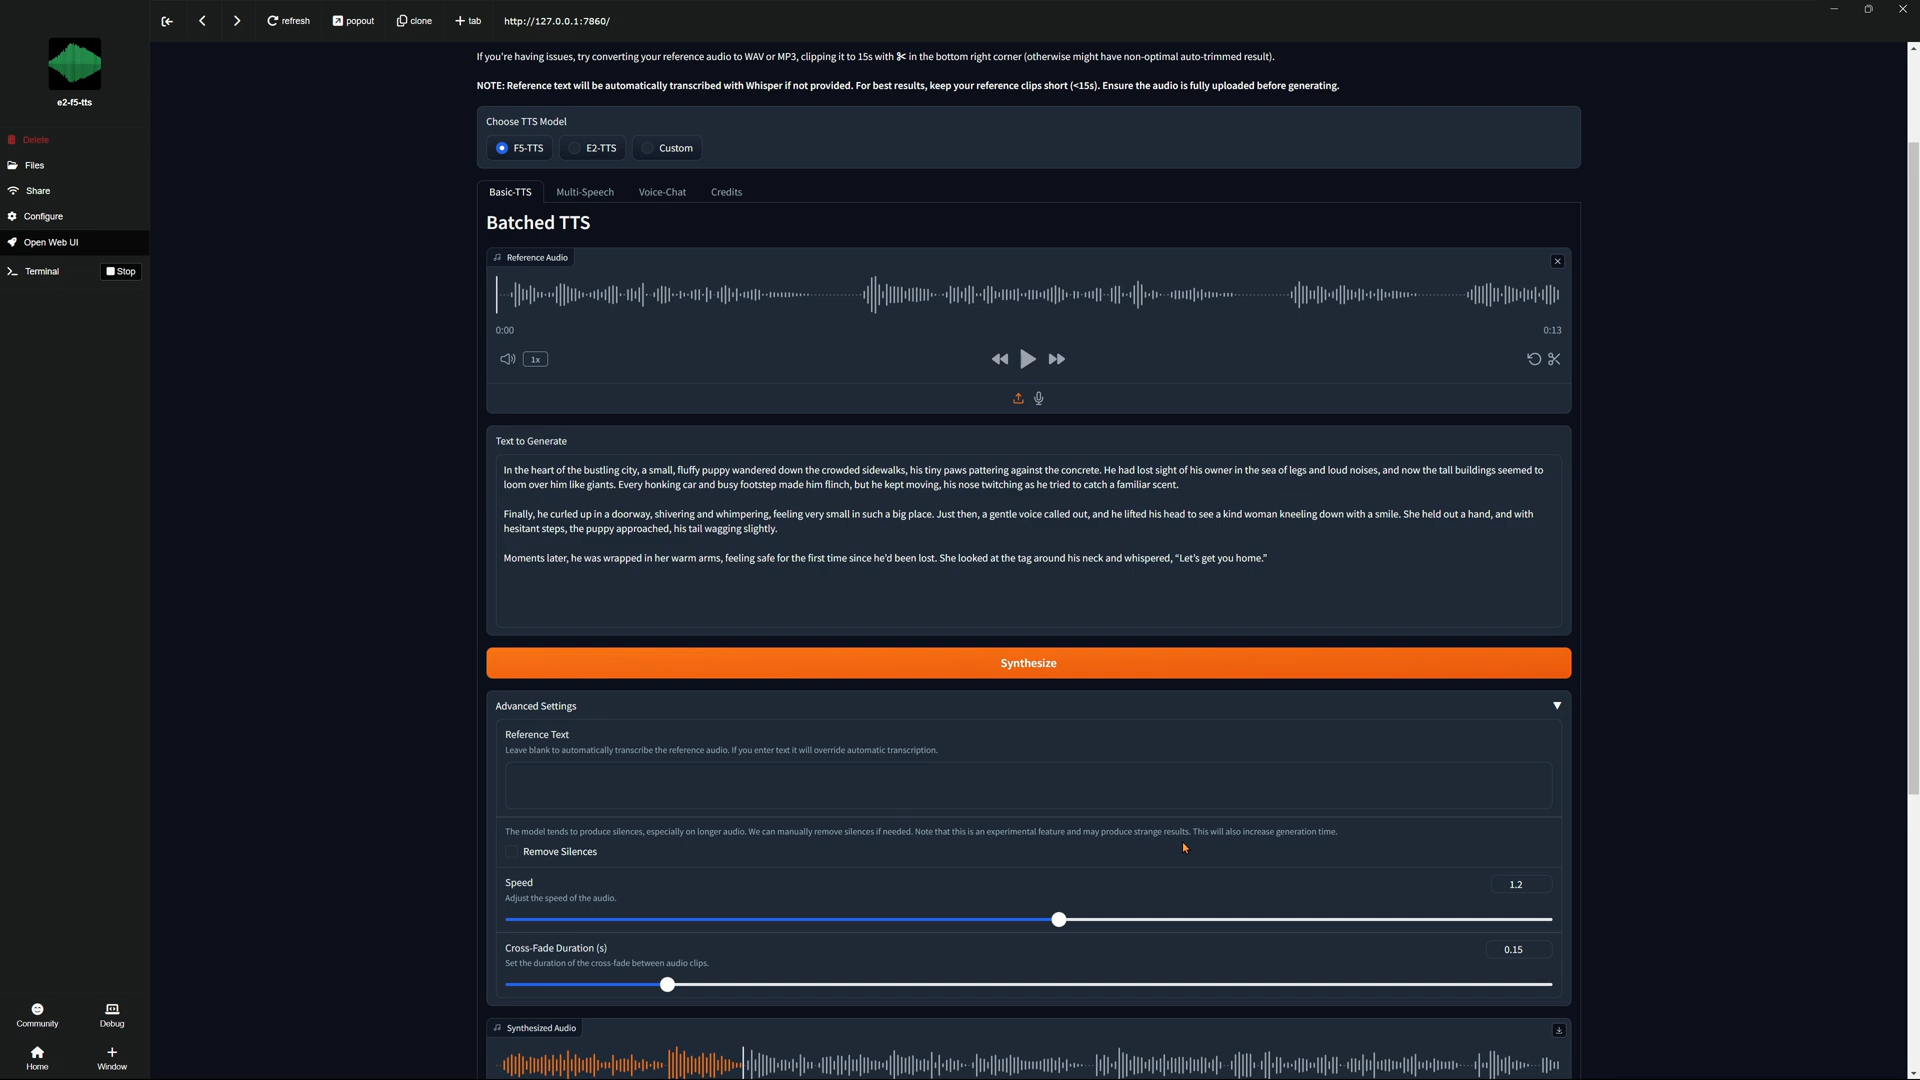 refresh
popout
clone
tab
http://127.0.0.1:7860/
e2-f5-tts
Delete
Files
Share
Configure
Open Web UI
Terminal
Stop
Community
Debug
Home
Window
If you're having issues, try converting your reference audio to WAV or MP3, clipping it to 15s with ✂ in the bottom right corner (otherwise might have non-optimal auto-trimmed result).
NOTE: Reference text will be automatically transcribed with Whisper if not provided. For best results, keep your reference clips short (<15s). Ensure the audio is fully uploaded before generating.
Choose TTS Model
F5-TTS
E2-TTS
Custom
Basic-TTS
Multi-Speech
Voice-Chat
Credits
Batched TTS
Reference Audio
0:00
0:13
1x
Text to Generate
In the heart of the bustling city, a small, fluffy puppy wandered down the crowded sidewalks, his tiny paws pattering against the concrete. He had lost sight of his owner in the sea of legs and loud noises, and now the tall buildings seemed to
loom over him like giants. Every honking car and busy footstep made him flinch, but he kept moving, his nose twitching as he tried to catch a familiar scent.
Finally, he curled up in a doorway, shivering and whimpering, feeling very small in such a big place. Just then, a gentle voice called out, and he lifted his head to see a kind woman kneeling down with a smile. She held out a hand, and with
hesitant steps, the puppy approached, his tail wagging slightly.
Moments later, he was wrapped in her warm arms, feeling safe for the first time since he'd been lost. She looked at the tag around his neck and whispered, “Let's get you home.”
Synthesize
Advanced Settings
Reference Text
Leave blank to automatically transcribe the reference audio. If you enter text it will override automatic transcription.
The model tends to produce silences, especially on longer audio. We can manually remove silences if needed. Note that this is an experimental feature and may produce strange results. This will also increase generation time.
Remove Silences
Speed
1.2
Adjust the speed of the audio.
Cross-Fade Duration (s)
0.15
Set the duration of the cross-fade between audio clips.
Synthesized Audio